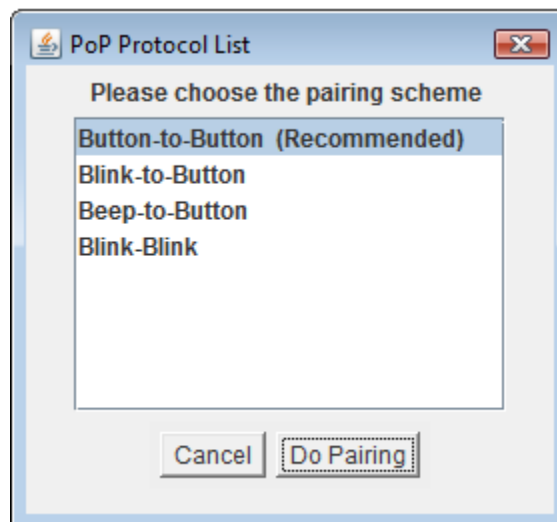 PoP Protocol List
Please choose the pairing scheme
Button-to-Button (Recommended)
Blink-to-Button
Beep-to-Button
Blink-Blink
Cancel Do Pairing